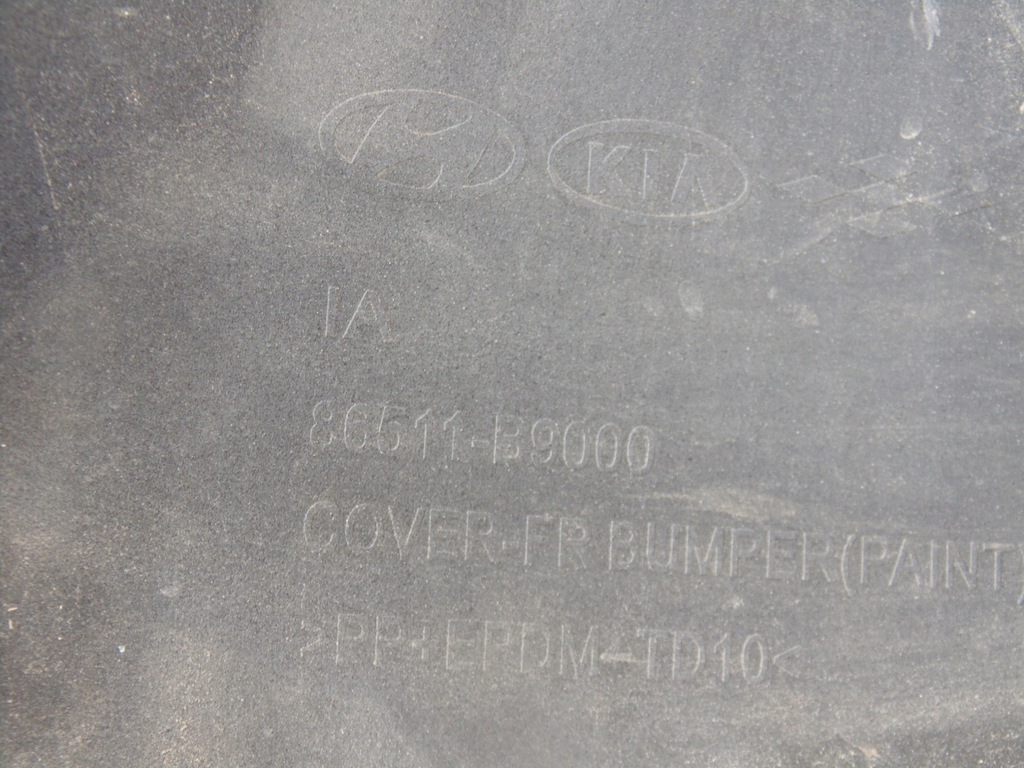 KIA
IA
86511-B9000
COVER-FR BUMPER(PAINT)
>PP+EPDM-TD10<